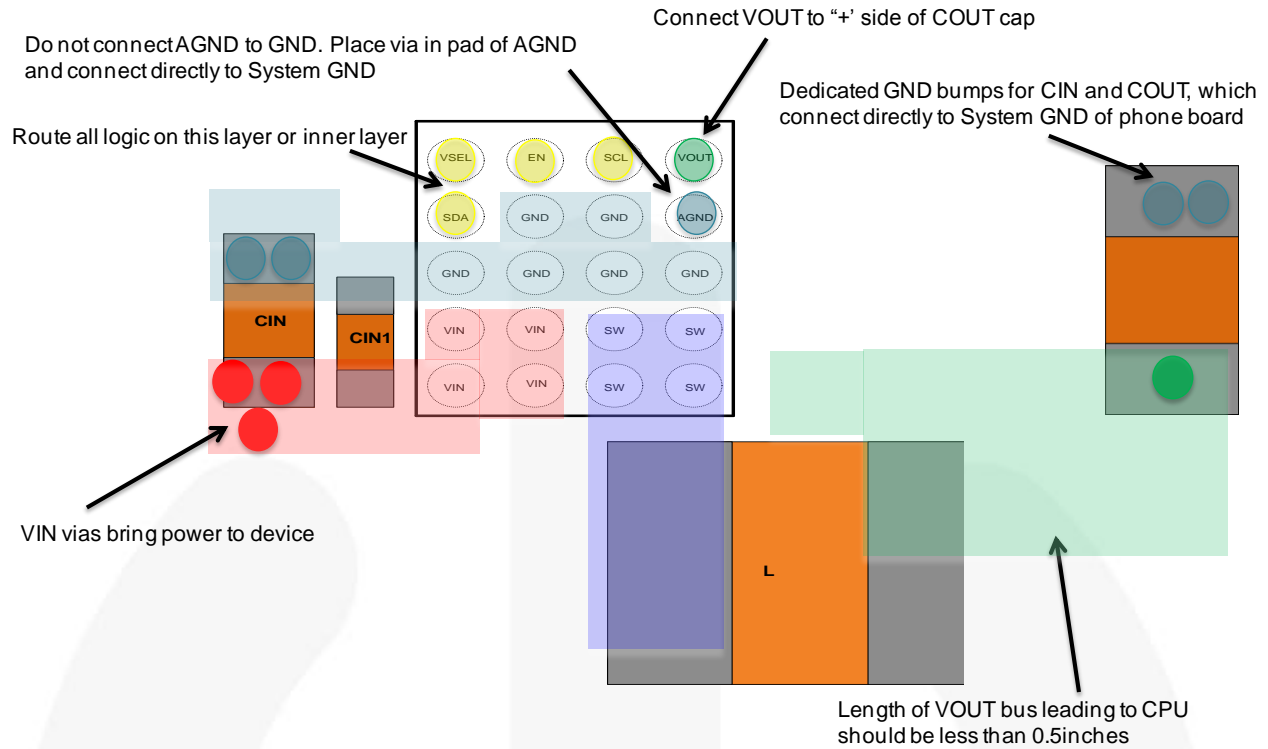 Connect VOUT to “+’ side of COUT cap
Do not connect AGND to GND. Place via in pad of AGND
and connect directly to System GND
Dedicated GND bumps for CIN and COUT, which
connect directly to System GND of phone board
Route all logic on this layer or inner layer
VSEL EN SCL VOUT
SDA GND GND AGND
GND GND GND GND
CIN
CIN1
VIN VIN SW SW
VIN VIN SW SW
VIN vias bring power to device
L
Length of VOUT bus leading to CPU
should be less than 0.5inches